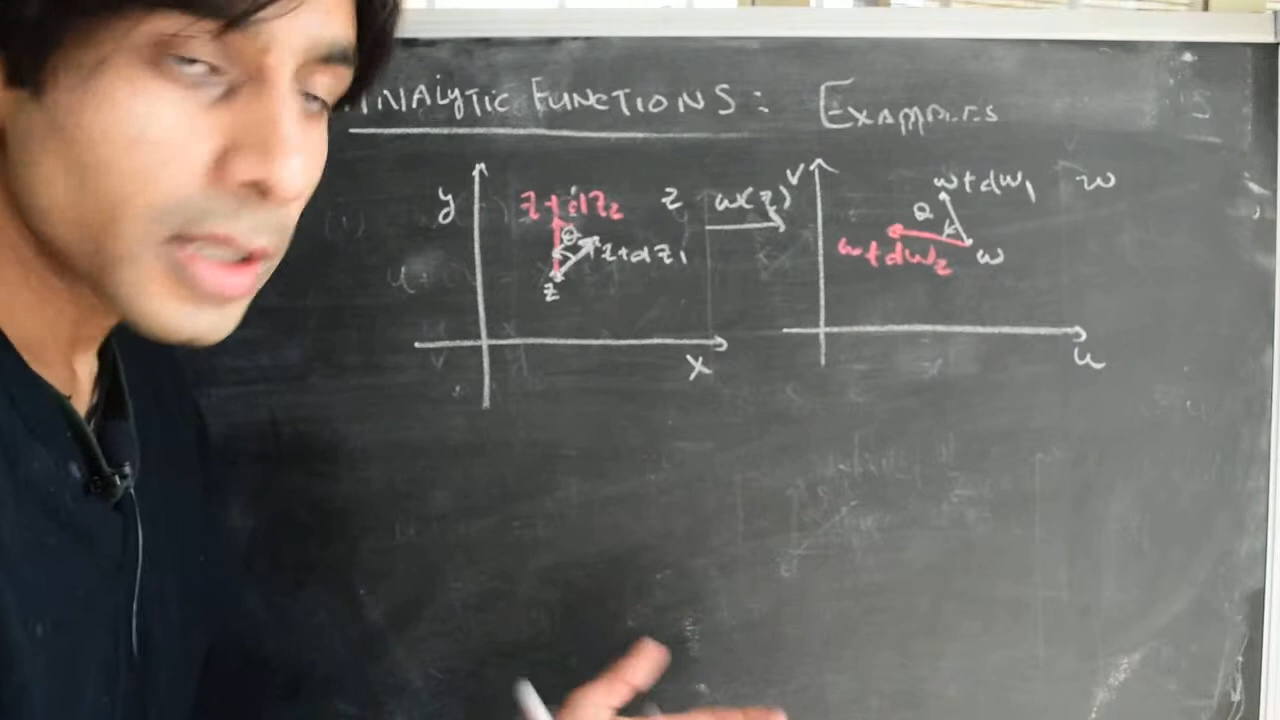 ANALYTIC FUNCTIONS: EXAMPLES
y
z+dz2
θ
z+dz1
z
z
x
w(z)
v
w+dw1
w
θ
w+dw2
w
u